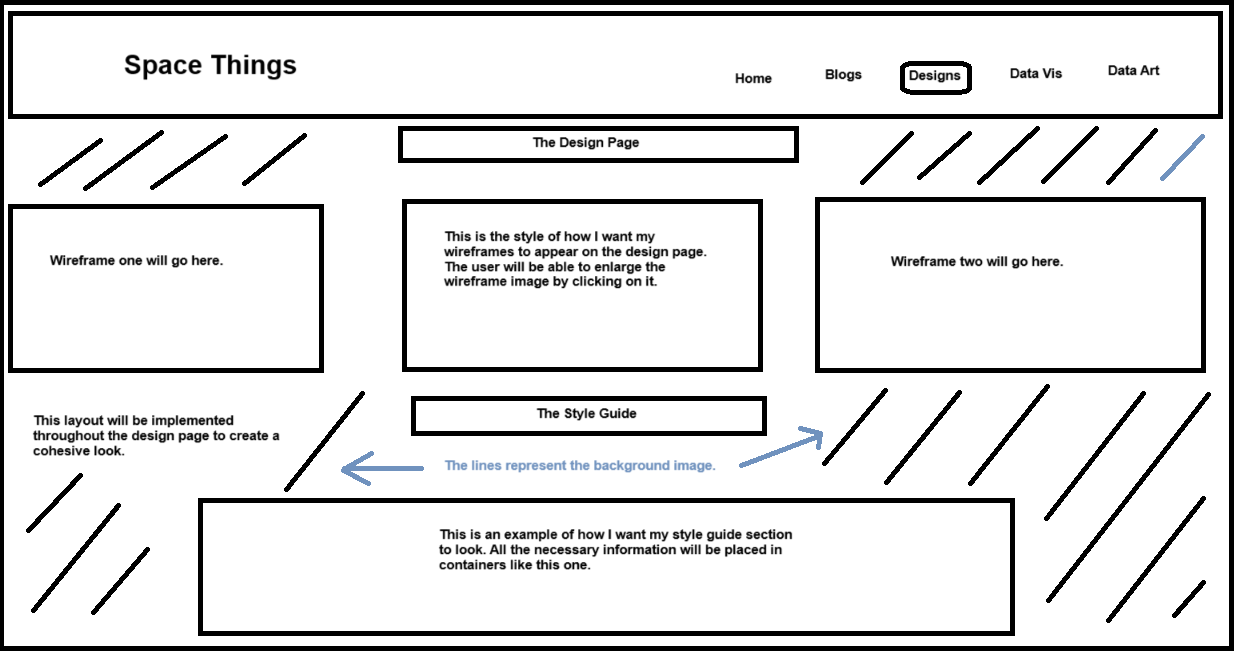 Space Things
Home
Blogs
Designs
Data Vis
Data Art
The Design Page
Wireframe one will go here.
This is the style of how I want my
wireframes to appear on the design page.
The user will be able to enlarge the
wireframe image by clicking on it.
Wireframe two will go here.
This layout will be implemented
throughout the design page to create a
cohesive look.
The Style Guide
The lines represent the background image.
This is an example of how I want my style guide section
to look. All the necessary information will be placed in
containers like this one.